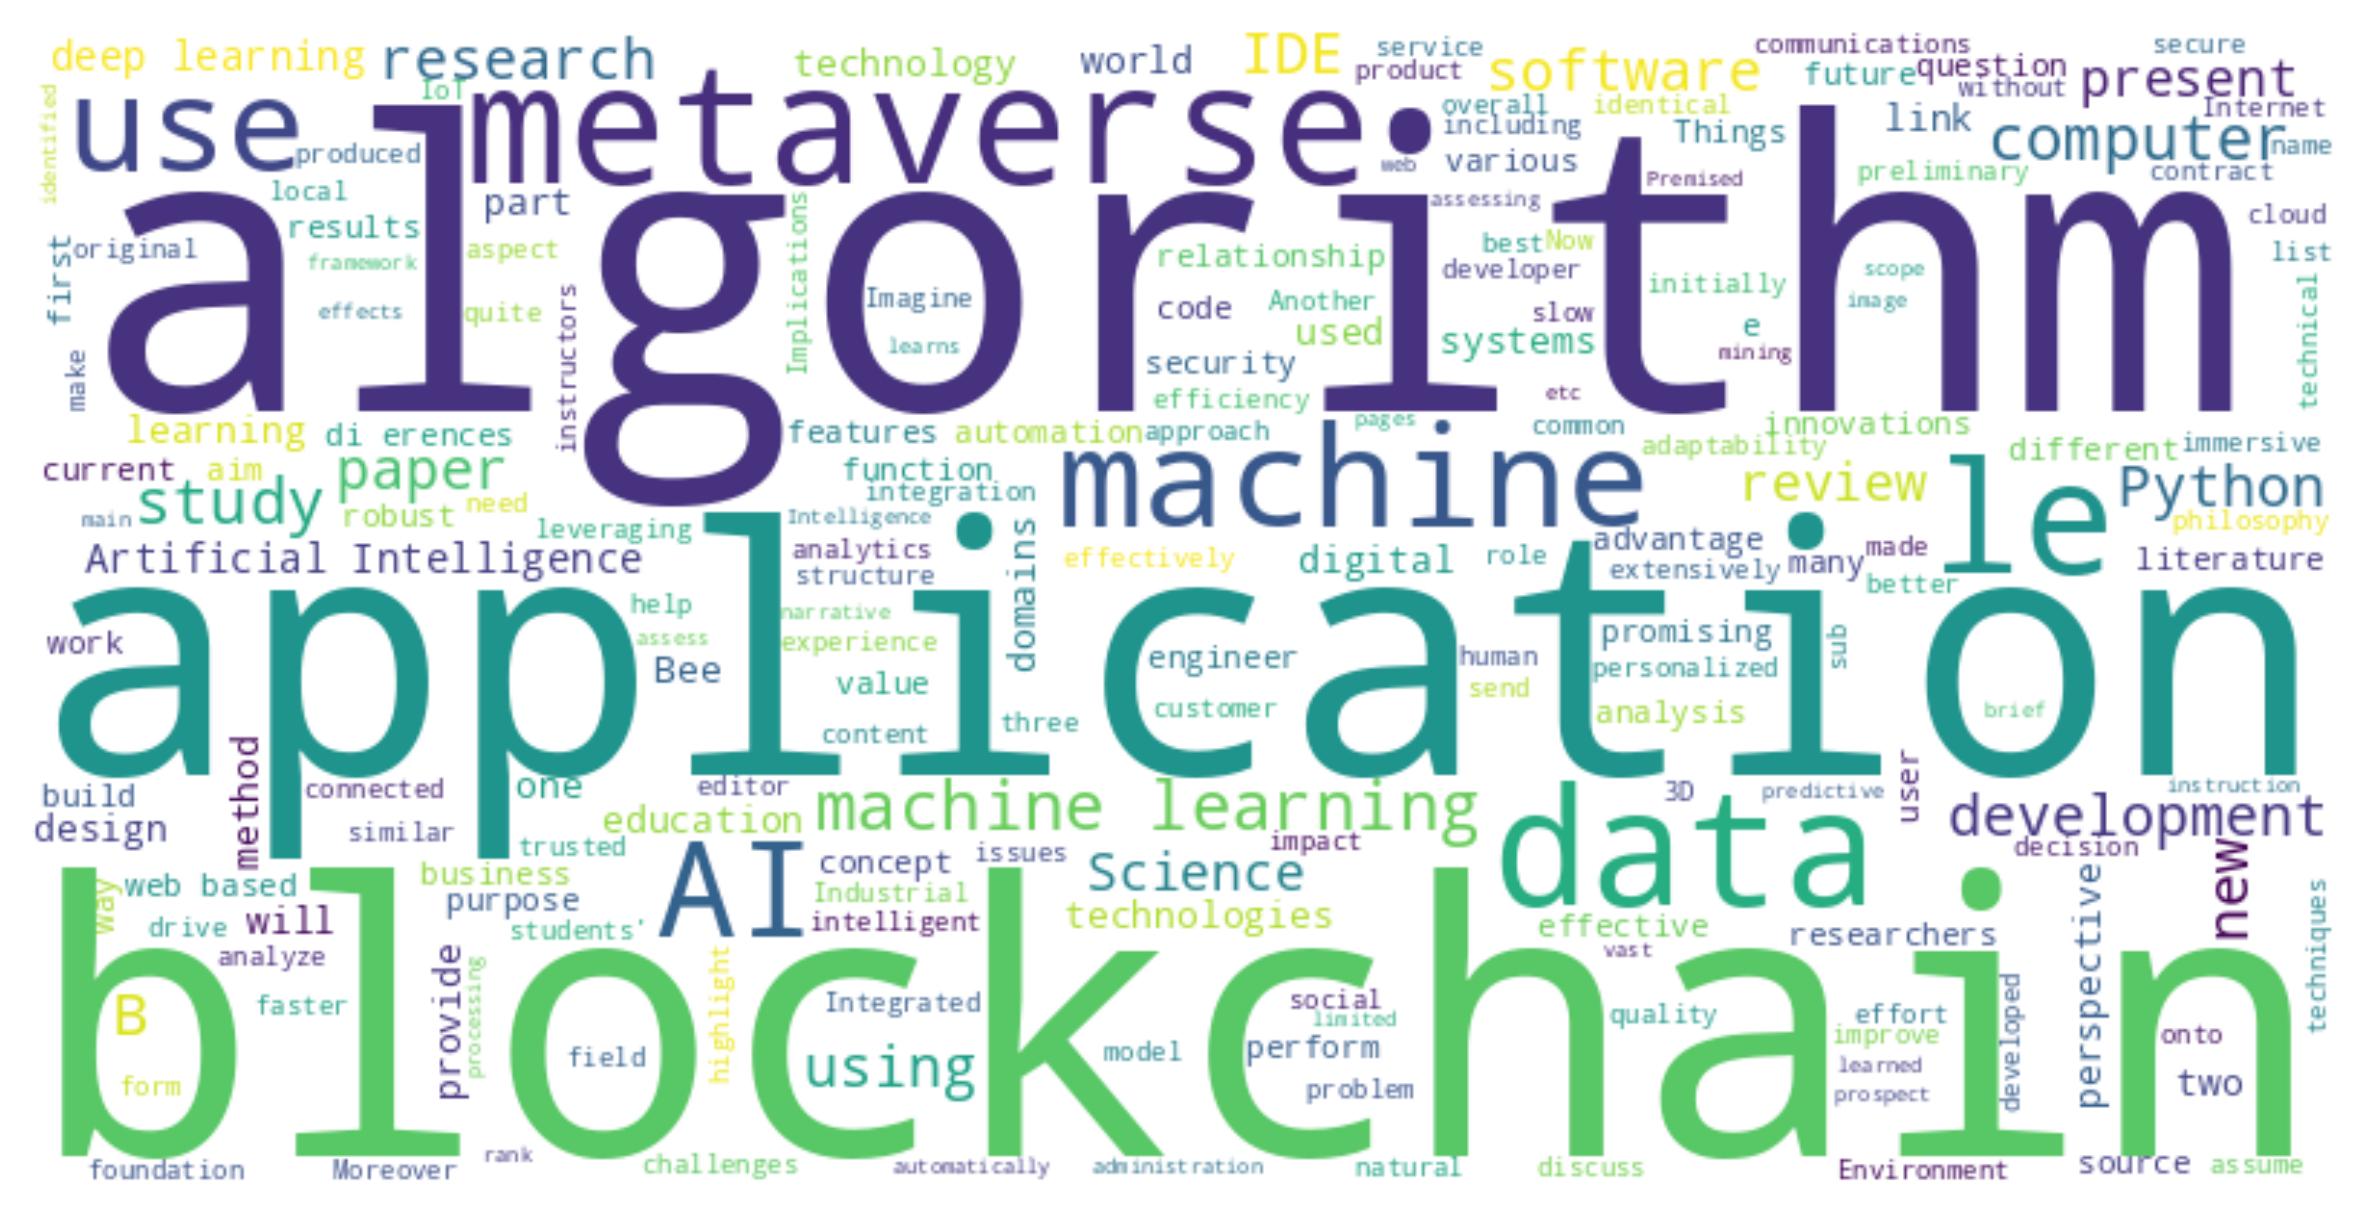 deep learning research technology world IDE service product software communications future question without secure present
identified use IoT metaverse overall including various identical Things link Internet computer name
produced algorithm web assessing Premised preliminary contract
local part Implications cloud
first original results framework aspect relationship best Now developer list
effects quite instructors Imagine code Another initially scope image technical
make learns used systems slow e mining
security efficiency etc
learning di erences features automation approach pages common innovations adaptability different immersive
current aim paper function integration machine review le Python
main study robust need leveraging Intelligence philosophy
Artificial Intelligence analytics structure domains effectively digital role advantage extensively many made better literature
application help narrative
work assess experience Bee engineer human promising sub
value personalized send
content three customer analysis brief
build design method connected one editor machine learning 3D predictive user instruction
similar education data development
trusted impact decision
blockchain way web based business AI concept issues Science new
drive will purpose Industrial intelligent technologies effective researchers perspective techniques
analyze students' vast
B faster provide processing highlight Integrated social limited quality effort improve developed onto
form field using model perform problem learned prospect two
foundation Moreover rank challenges automatically administration natural discuss Environment source assume